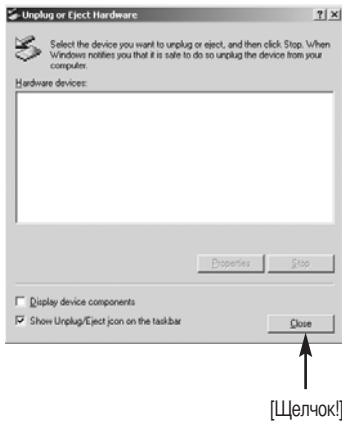 Unplug or Eject Hardware
Select the device you want to unplug or eject, and then click Stop. When
Windows notifies you that it is safe to do so unplug the device from your
computer.
Hardware devices:
Properties
Stop
Display device components
Show Unplug/Eject icon on the taskbar
Close
[Щелчок!]